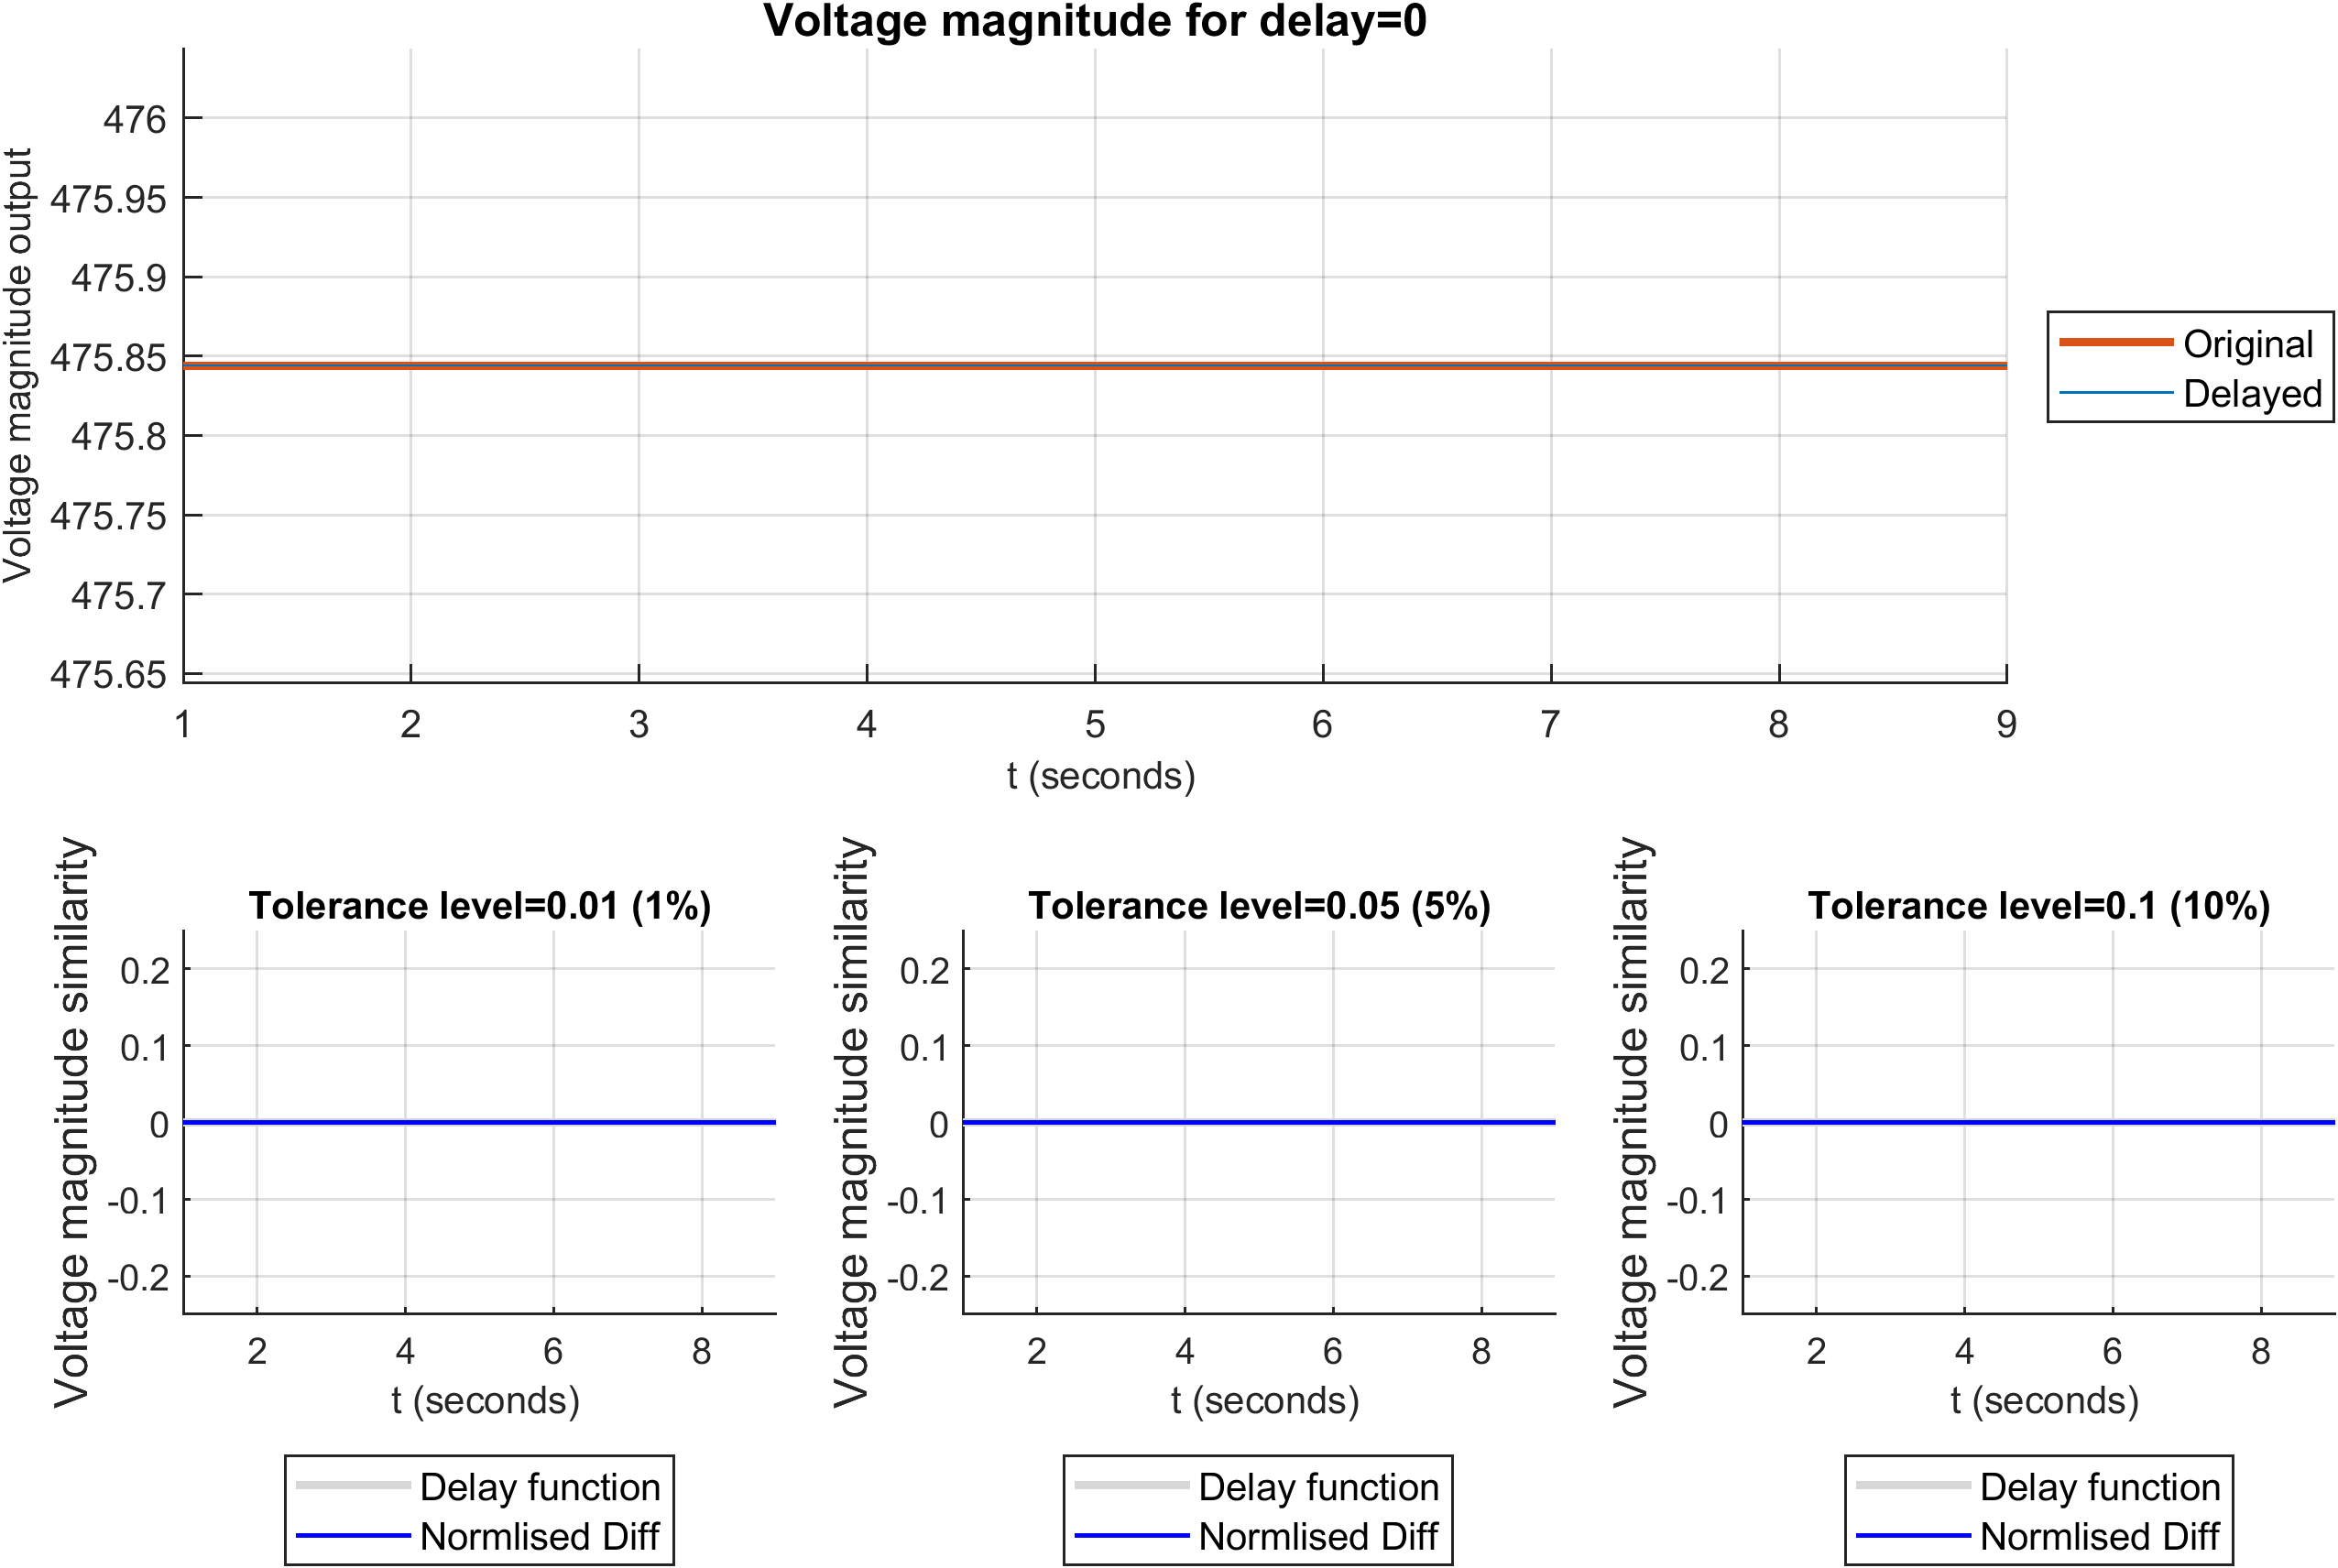 Voltage magnitude for delay=0
Voltage magnitude output
476
475.95
475.9
475.85
475.8
475.75
475.7
475.65
1 2 3 4 5 6 7 8 9
t (seconds)
Original
Delayed
Tolerance level=0.01 (1%)
Voltage magnitude similarity
0.2
0.1
0
-0.1
-0.2
2 4 6 8
t (seconds)
Delay function
Normlised Diff
Tolerance level=0.05 (5%)
Voltage magnitude similarity
0.2
0.1
0
-0.1
-0.2
2 4 6 8
t (seconds)
Delay function
Normlised Diff
Tolerance level=0.1 (10%)
Voltage magnitude similarity
0.2
0.1
0
-0.1
-0.2
2 4 6 8
t (seconds)
Delay function
Normlised Diff